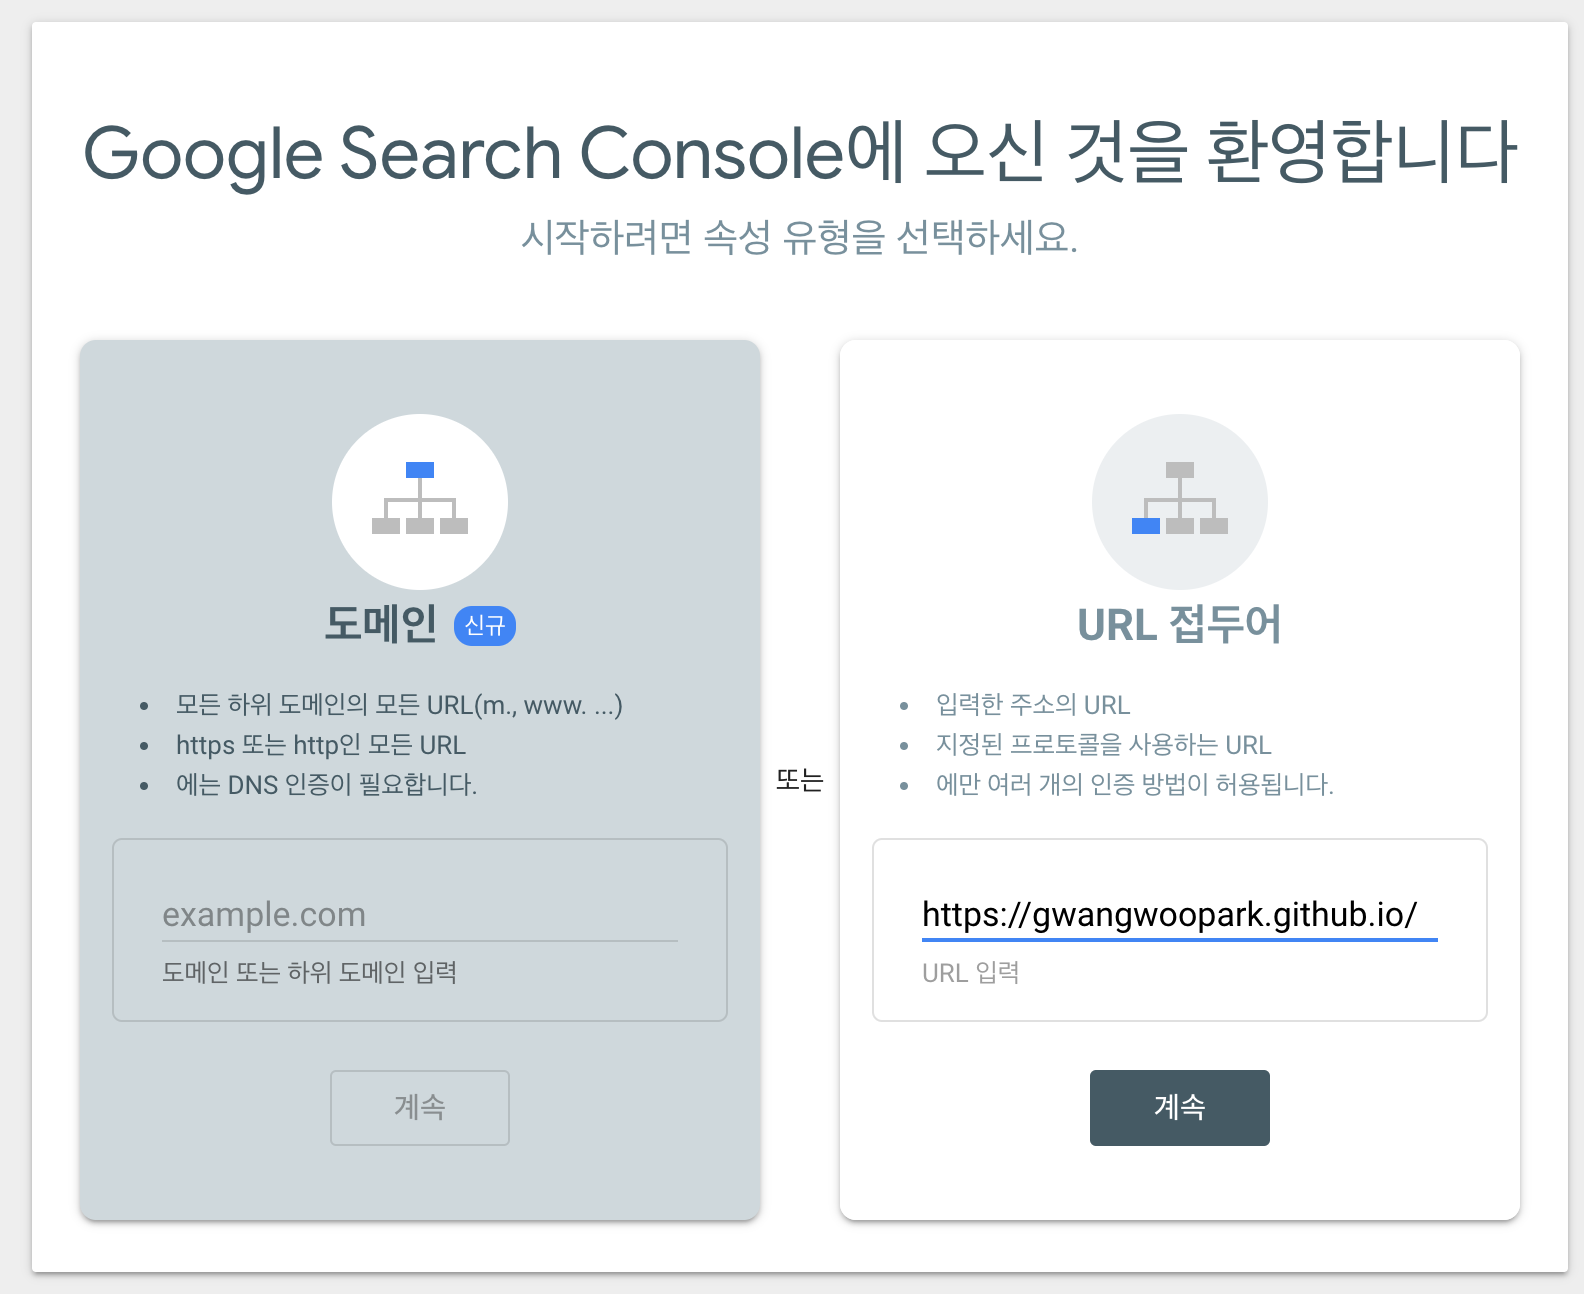 Google Search Console에 오신 것을 환영합니다
시작하려면 속성 유형을 선택하세요.
도메인 신규
모든 하위 도메인의 모든 URL(m., www. ...)
https 또는 http인 모든 URL
에는 DNS 인증이 필요합니다.
example.com
도메인 또는 하위 도메인 입력
계속
또는
URL 접두어
입력한 주소의 URL
지정된 프로토콜을 사용하는 URL
에만 여러 개의 인증 방법이 허용됩니다.
https://gwangwoopark.github.io/
URL 입력
계속